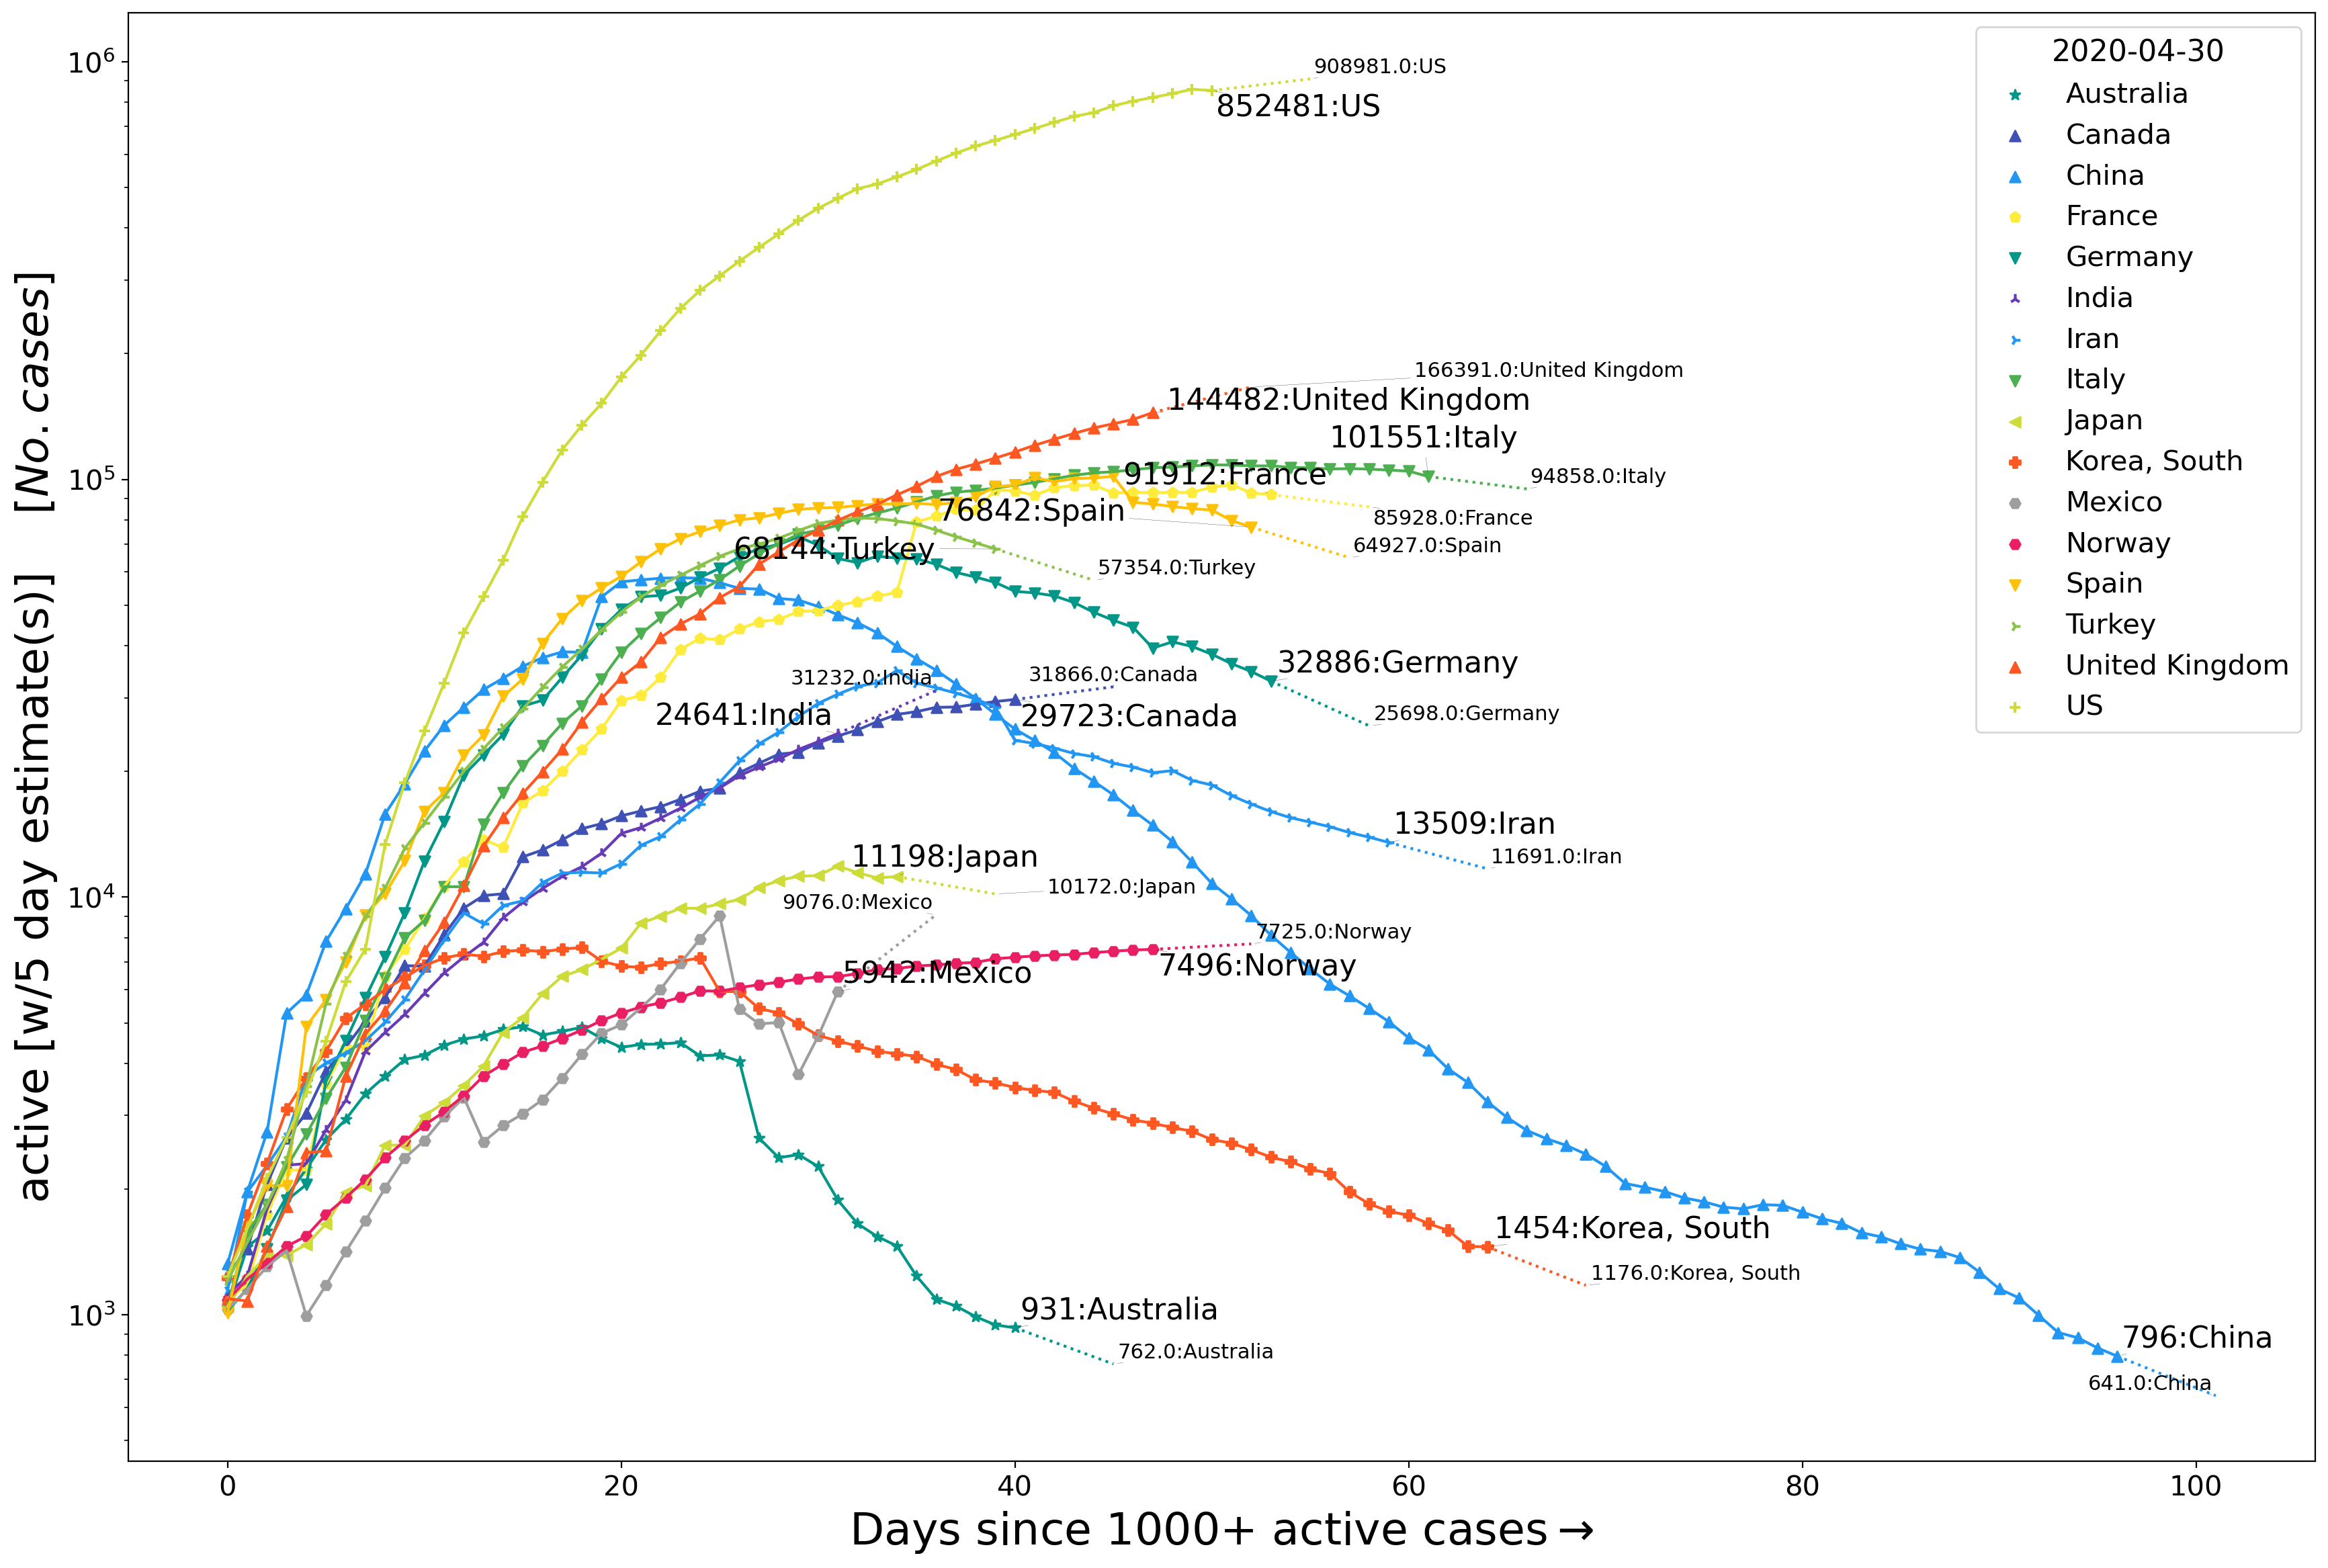 10⁶
10⁵
10⁴
10³
active [w/5 day estimate(s)] [No.cases]
908981.0:US
852481:US
166391.0:United Kingdom
144482:United Kingdom
101551:Italy
91912:France
94858.0:Italy
76842:Spain
85928.0:France
68144:Turkey
64927.0:Spain
57354.0:Turkey
32886:Germany
31232.0:India
31866.0:Canada
24641:India
29723:Canada
25698.0:Germany
13509:Iran
11198:Japan
11691.0:Iran
9076.0:Mexico
10172.0:Japan
7725.0:Norway
5942:Mexico
7496:Norway
1454:Korea, South
1176.0:Korea, South
931:Australia
762.0:Australia
796:China
641.0:China
2020-04-30
Australia
Canada
China
France
Germany
India
Iran
Italy
Japan
Korea, South
Mexico
Norway
Spain
Turkey
United Kingdom
US
0 20 40 60 80 100
Days since 1000+ active cases→